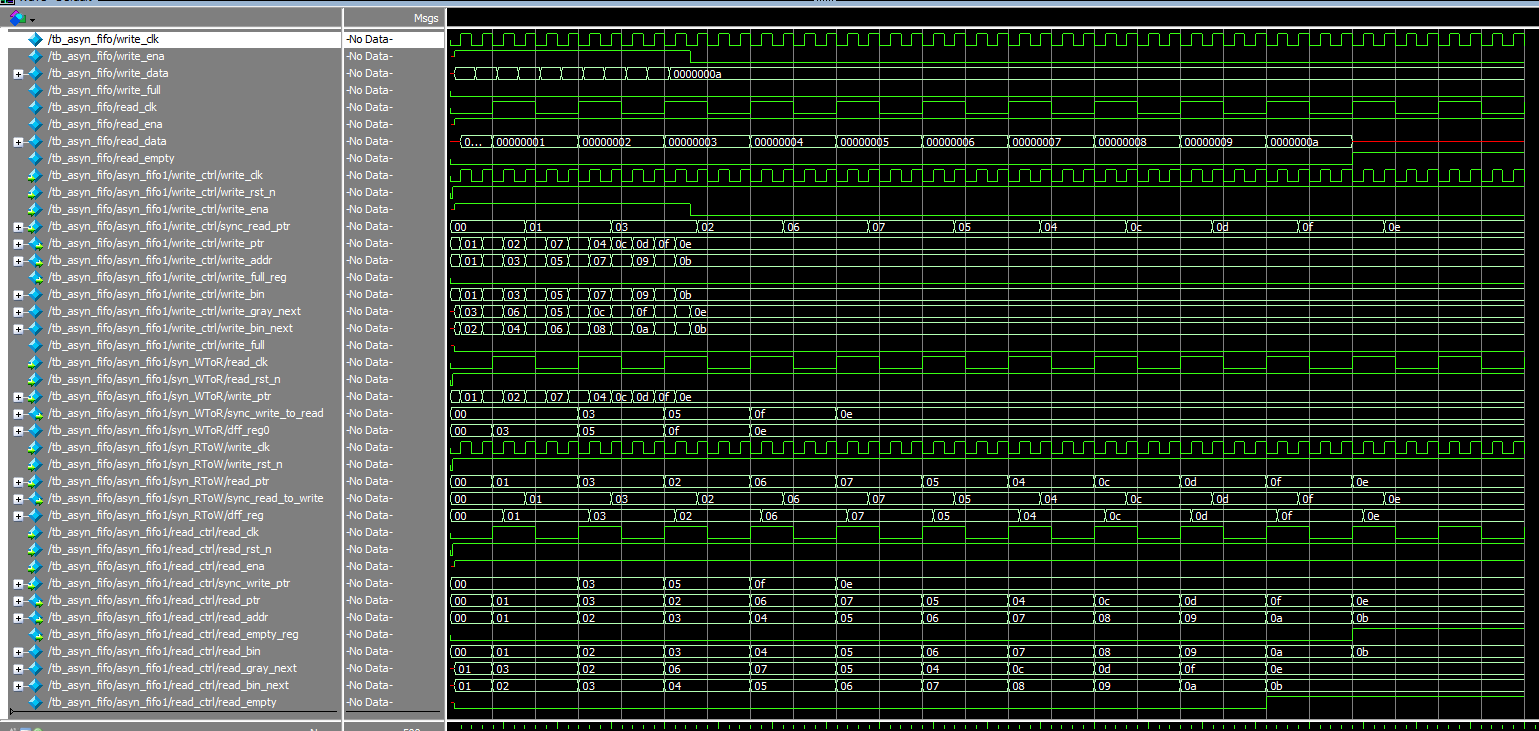 Msgs
/tb_asyn_fifo/write_clk -No Data-
/tb_asyn_fifo/write_ena -No Data-
/tb_asyn_fifo/write_data -No Data- 0000000a
/tb_asyn_fifo/write_full -No Data-
/tb_asyn_fifo/read_clk -No Data-
/tb_asyn_fifo/read_ena -No Data-
/tb_asyn_fifo/read_data -No Data- 0... 00000001 00000002 00000003 00000004 00000005 00000006 00000007 00000008 00000009 0000000a
/tb_asyn_fifo/read_empty -No Data-
/tb_asyn_fifo/asyn_fifo1/write_ctrl/write_clk -No Data-
/tb_asyn_fifo/asyn_fifo1/write_ctrl/write_rst_n -No Data-
/tb_asyn_fifo/asyn_fifo1/write_ctrl/write_ena -No Data-
/tb_asyn_fifo/asyn_fifo1/write_ctrl/sync_read_ptr -No Data- 00 01 03 02 06 07 05 04 0c 0d 0f 0e
/tb_asyn_fifo/asyn_fifo1/write_ctrl/write_ptr -No Data- 01 02 07 04 0c 0d 0f 0e
/tb_asyn_fifo/asyn_fifo1/write_ctrl/write_addr -No Data- 01 03 05 07 09 0b
/tb_asyn_fifo/asyn_fifo1/write_ctrl/write_full_reg -No Data-
/tb_asyn_fifo/asyn_fifo1/write_ctrl/write_bin -No Data- 01 03 05 07 09 0b
/tb_asyn_fifo/asyn_fifo1/write_ctrl/write_gray_next -No Data- 03 06 05 0c 0f 0e
/tb_asyn_fifo/asyn_fifo1/write_ctrl/write_bin_next -No Data- 02 04 06 08 0a 0b
/tb_asyn_fifo/asyn_fifo1/write_ctrl/write_full -No Data-
/tb_asyn_fifo/asyn_fifo1/syn_WToR/read_clk -No Data-
/tb_asyn_fifo/asyn_fifo1/syn_WToR/read_rst_n -No Data-
/tb_asyn_fifo/asyn_fifo1/syn_WToR/write_ptr -No Data- 01 02 07 04 0c 0d 0f 0e
/tb_asyn_fifo/asyn_fifo1/syn_WToR/sync_write_to_read -No Data- 00 03 05 0f 0e
/tb_asyn_fifo/asyn_fifo1/syn_WToR/dff_reg0 -No Data- 00 03 05 0f 0e
/tb_asyn_fifo/asyn_fifo1/syn_RToW/write_clk -No Data-
/tb_asyn_fifo/asyn_fifo1/syn_RToW/write_rst_n -No Data-
/tb_asyn_fifo/asyn_fifo1/syn_RToW/read_ptr -No Data- 00 01 03 02 06 07 05 04 0c 0d 0f 0e
/tb_asyn_fifo/asyn_fifo1/syn_RToW/sync_read_to_write -No Data- 00 01 03 02 06 07 05 04 0c 0d 0f 0e
/tb_asyn_fifo/asyn_fifo1/syn_RToW/dff_reg -No Data- 00 01 03 02 06 07 05 04 0c 0d 0f 0e
/tb_asyn_fifo/asyn_fifo1/read_ctrl/read_clk -No Data-
/tb_asyn_fifo/asyn_fifo1/read_ctrl/read_rst_n -No Data-
/tb_asyn_fifo/asyn_fifo1/read_ctrl/read_ena -No Data-
/tb_asyn_fifo/asyn_fifo1/read_ctrl/sync_write_ptr -No Data- 00 03 05 0f 0e
/tb_asyn_fifo/asyn_fifo1/read_ctrl/read_ptr -No Data- 00 01 03 02 06 07 05 04 0c 0d 0f 0e
/tb_asyn_fifo/asyn_fifo1/read_ctrl/read_addr -No Data- 00 01 02 03 04 05 06 07 08 09 0a 0b
/tb_asyn_fifo/asyn_fifo1/read_ctrl/read_empty_reg -No Data-
/tb_asyn_fifo/asyn_fifo1/read_ctrl/read_bin -No Data- 00 01 02 03 04 05 06 07 08 09 0a 0b
/tb_asyn_fifo/asyn_fifo1/read_ctrl/read_gray_next -No Data- 01 03 02 06 07 05 04 0c 0d 0f 0e
/tb_asyn_fifo/asyn_fifo1/read_ctrl/read_bin_next -No Data- 01 02 03 04 05 06 07 08 09 0a 0b
/tb_asyn_fifo/asyn_fifo1/read_ctrl/read_empty -No Data-